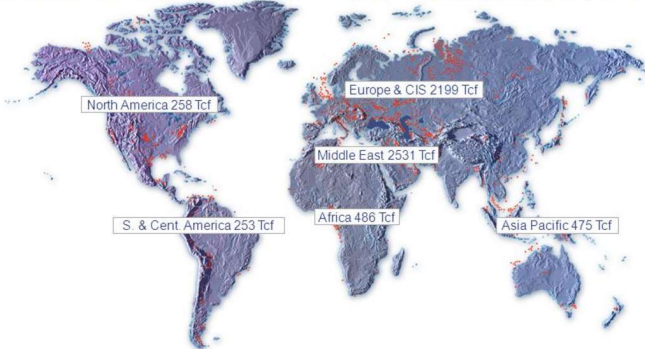 North America 258 Tcf
Europe & CIS 2199 Tcf
Middle East 2531 Tcf
S. & Cent. America 253 Tcf
Africa 486 Tcf
Asia Pacific 475 Tcf